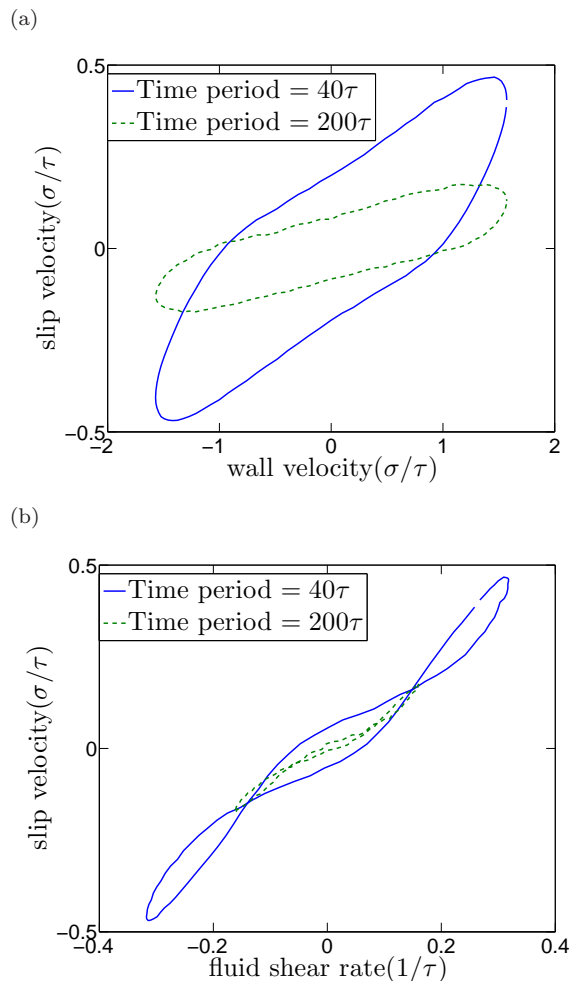 (a)
0.5
Time period = 40τ
Time period = 200τ
slip velocity(σ/τ)
0
−0.5
−2
−1
0
1
2
wall velocity(σ/τ)
(b)
0.5
Time period = 40τ
Time period = 200τ
slip velocity(σ/τ)
0
−0.5
−0.4
−0.2
0
0.2
0.4
fluid shear rate(1/τ)